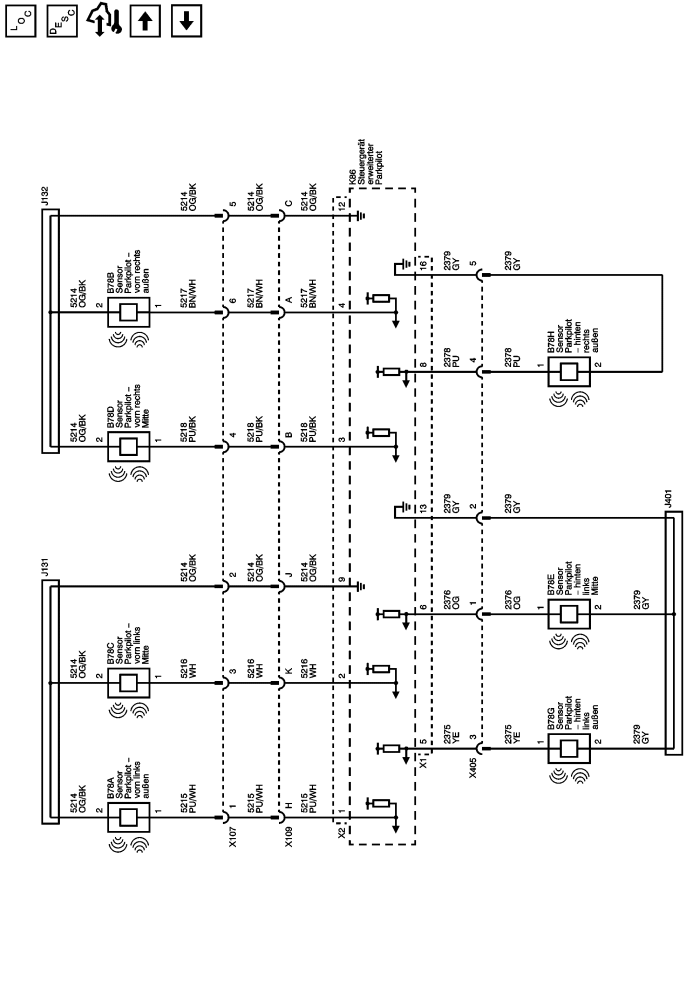 LOC
DESC
J132
5214
OG/BK
2
B78B
Sensor
Parkpilot –
vorn rechts
außen
1
5214
OG/BK
2
B78D
Sensor
Parkpilot –
vorn rechts
Mitte
1
J131
5214
OG/BK
2
B78C
Sensor
Parkpilot –
vorn links
Mitte
1
5214
OG/BK
2
B78A
Sensor
Parkpilot –
vorn links
außen
1
5214
OG/BK
5217
BN/WH
5218
PU/BK
5214
OG/BK
5216
WH
5215
PU/WH
5
6
4
2
3
1
X107
5214
OG/BK
5217
BN/WH
5218
PU/BK
5214
OG/BK
5216
WH
5215
PU/WH
C
A
B
J
K
H
X109
5214
OG/BK
5217
BN/WH
5218
PU/BK
5214
OG/BK
5216
WH
5215
PU/WH
12
4
3
9
2
1
X2
K86
Steuergerät
erweiterter
Parkpilot
16
8
13
6
5
X1
2379
GY
2378
PU
2379
GY
2376
OG
2375
YE
5
4
2
1
3
X405
2379
GY
2378
PU
2379
GY
2376
OG
2375
YE
1
B78H
Sensor
Parkpilot
– hinten
rechts
außen
2
1
B78E
Sensor
Parkpilot
– hinten
links
Mitte
2
2379
GY
1
B78G
Sensor
Parkpilot
– hinten
links
außen
2
2379
GY
J401